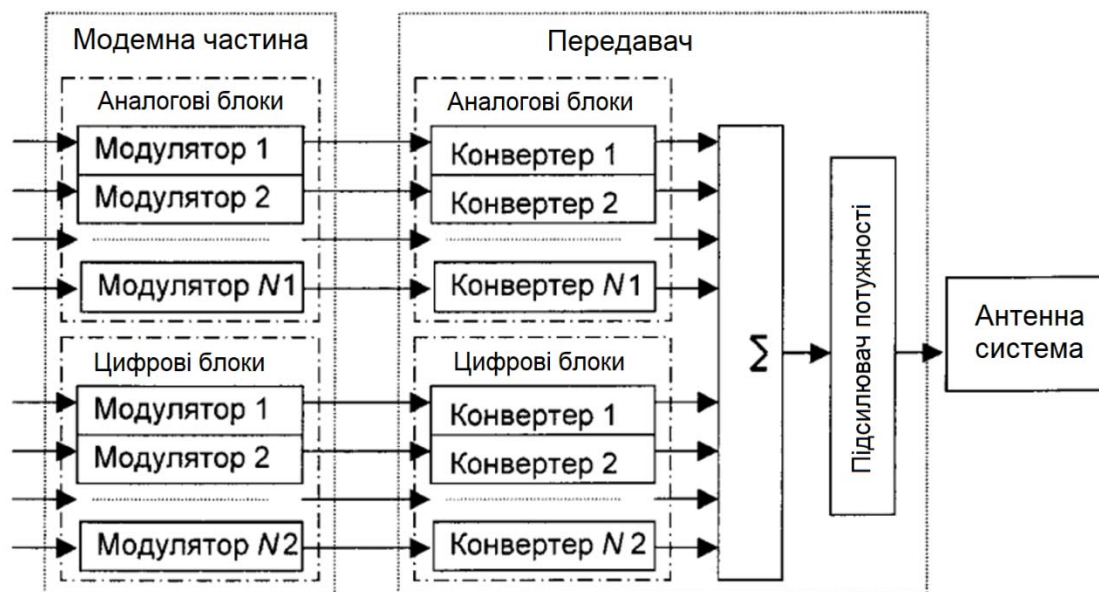 Модемна частина
Передавач
Аналогові блоки
Модулятор 1
Модулятор 2
Модулятор N1
Аналогові блоки
Конвертер 1
Конвертер 2
Конвертер N1
Цифрові блоки
Модулятор 1
Модулятор 2
Модулятор N2
Цифрові блоки
Конвертер 1
Конвертер 2
Конвертер N2
Σ
Підсилювач потужності
Антенна
система